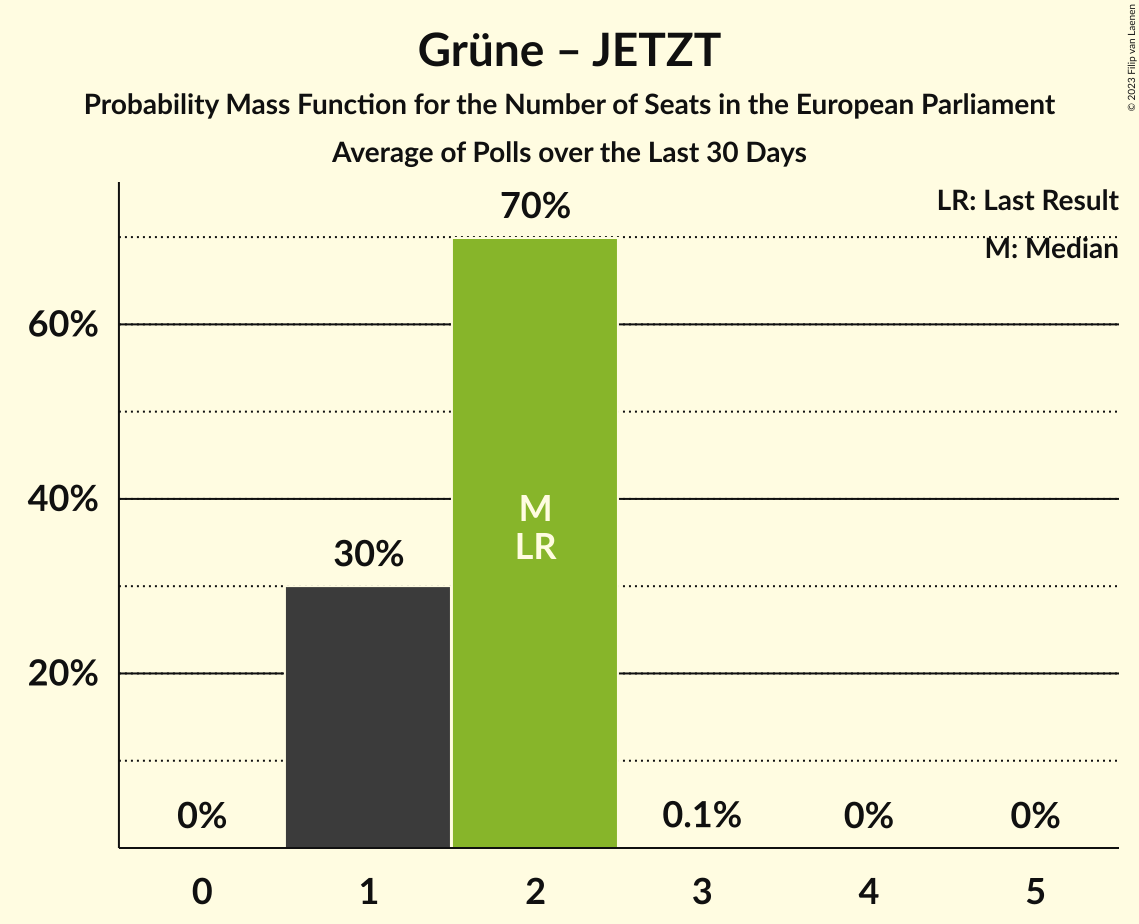 Grüne – JETZT
Probability Mass Function for the Number of Seats in the European Parliament
Average of Polls over the Last 30 Days
© 2023 Filip van Laenen
LR: Last Result
M: Median
70%
60%
40%
M
LR
30%
20%
0%
0.1%
0%
0%
0 1 2 3 4 5